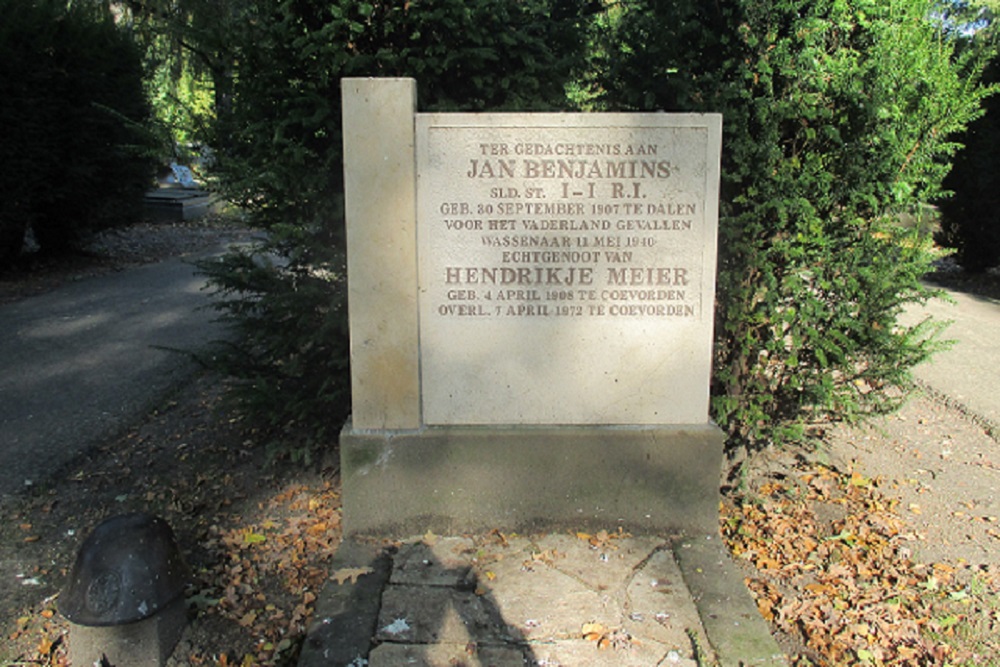 TER GEDACHTENIS AAN
JAN BENJAMINS
SLD. ST. I-I R.I.
GEB. 30 SEPTEMBER 1907 TE DALEN
VOOR HET VADERLAND GEVALLEN
WASSENAAR 11 MEI 1940
ECHTGENOOT VAN
HENDRIKJE MEIER
GEB. 4 APRIL 1908 TE COEVORDEN
OVERL. 7 APRIL 1972 TE COEVORDEN